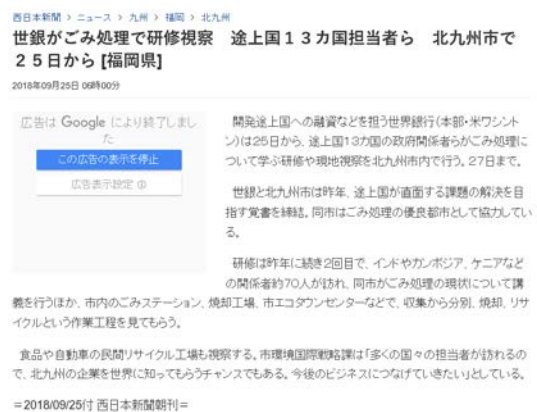 西日本新聞 > ニュース > 九州 > 福岡 > 北九州
世銀がごみ処理で研修視察　途上国１３カ国担当者ら　北九州市で
２５日から [福岡県]
2018年09月25日 06時00分
広告は Google により終了しまし
た
この広告の表示を停止
広告表示設定
開発途上国への融資などを担う世界銀行(本部・米ワシント
ン)は25日から、途上国13カ国の政府関係者らがごみ処理に
ついて学ぶ研修や現地視察を北九州市内で行う。27日まで。
世銀と北九州市は昨年、途上国が直面する課題の解決を目
指す覚書を締結。同市はごみ処理の優良都市として協力してい
る。
研修は昨年に続き2回目で、インドやカンボジア、ケニアなど
の関係者約70人が訪れ、同市がごみ処理の現状について講
義を行うほか、市内のごみステーション、焼却工場、市エコタウンセンターなどで、収集から分別、焼却、リサ
イクルという作業工程を見てもらう。
食品や自動車の民間リサイクル工場も視察する。市環境国際戦略課は「多くの国々の担当者が訪れるの
で、北九州の企業を世界に知ってもらうチャンスでもある。今後のビジネスにつなげていきたい」としている。
＝2018/09/25付 西日本新聞朝刊＝